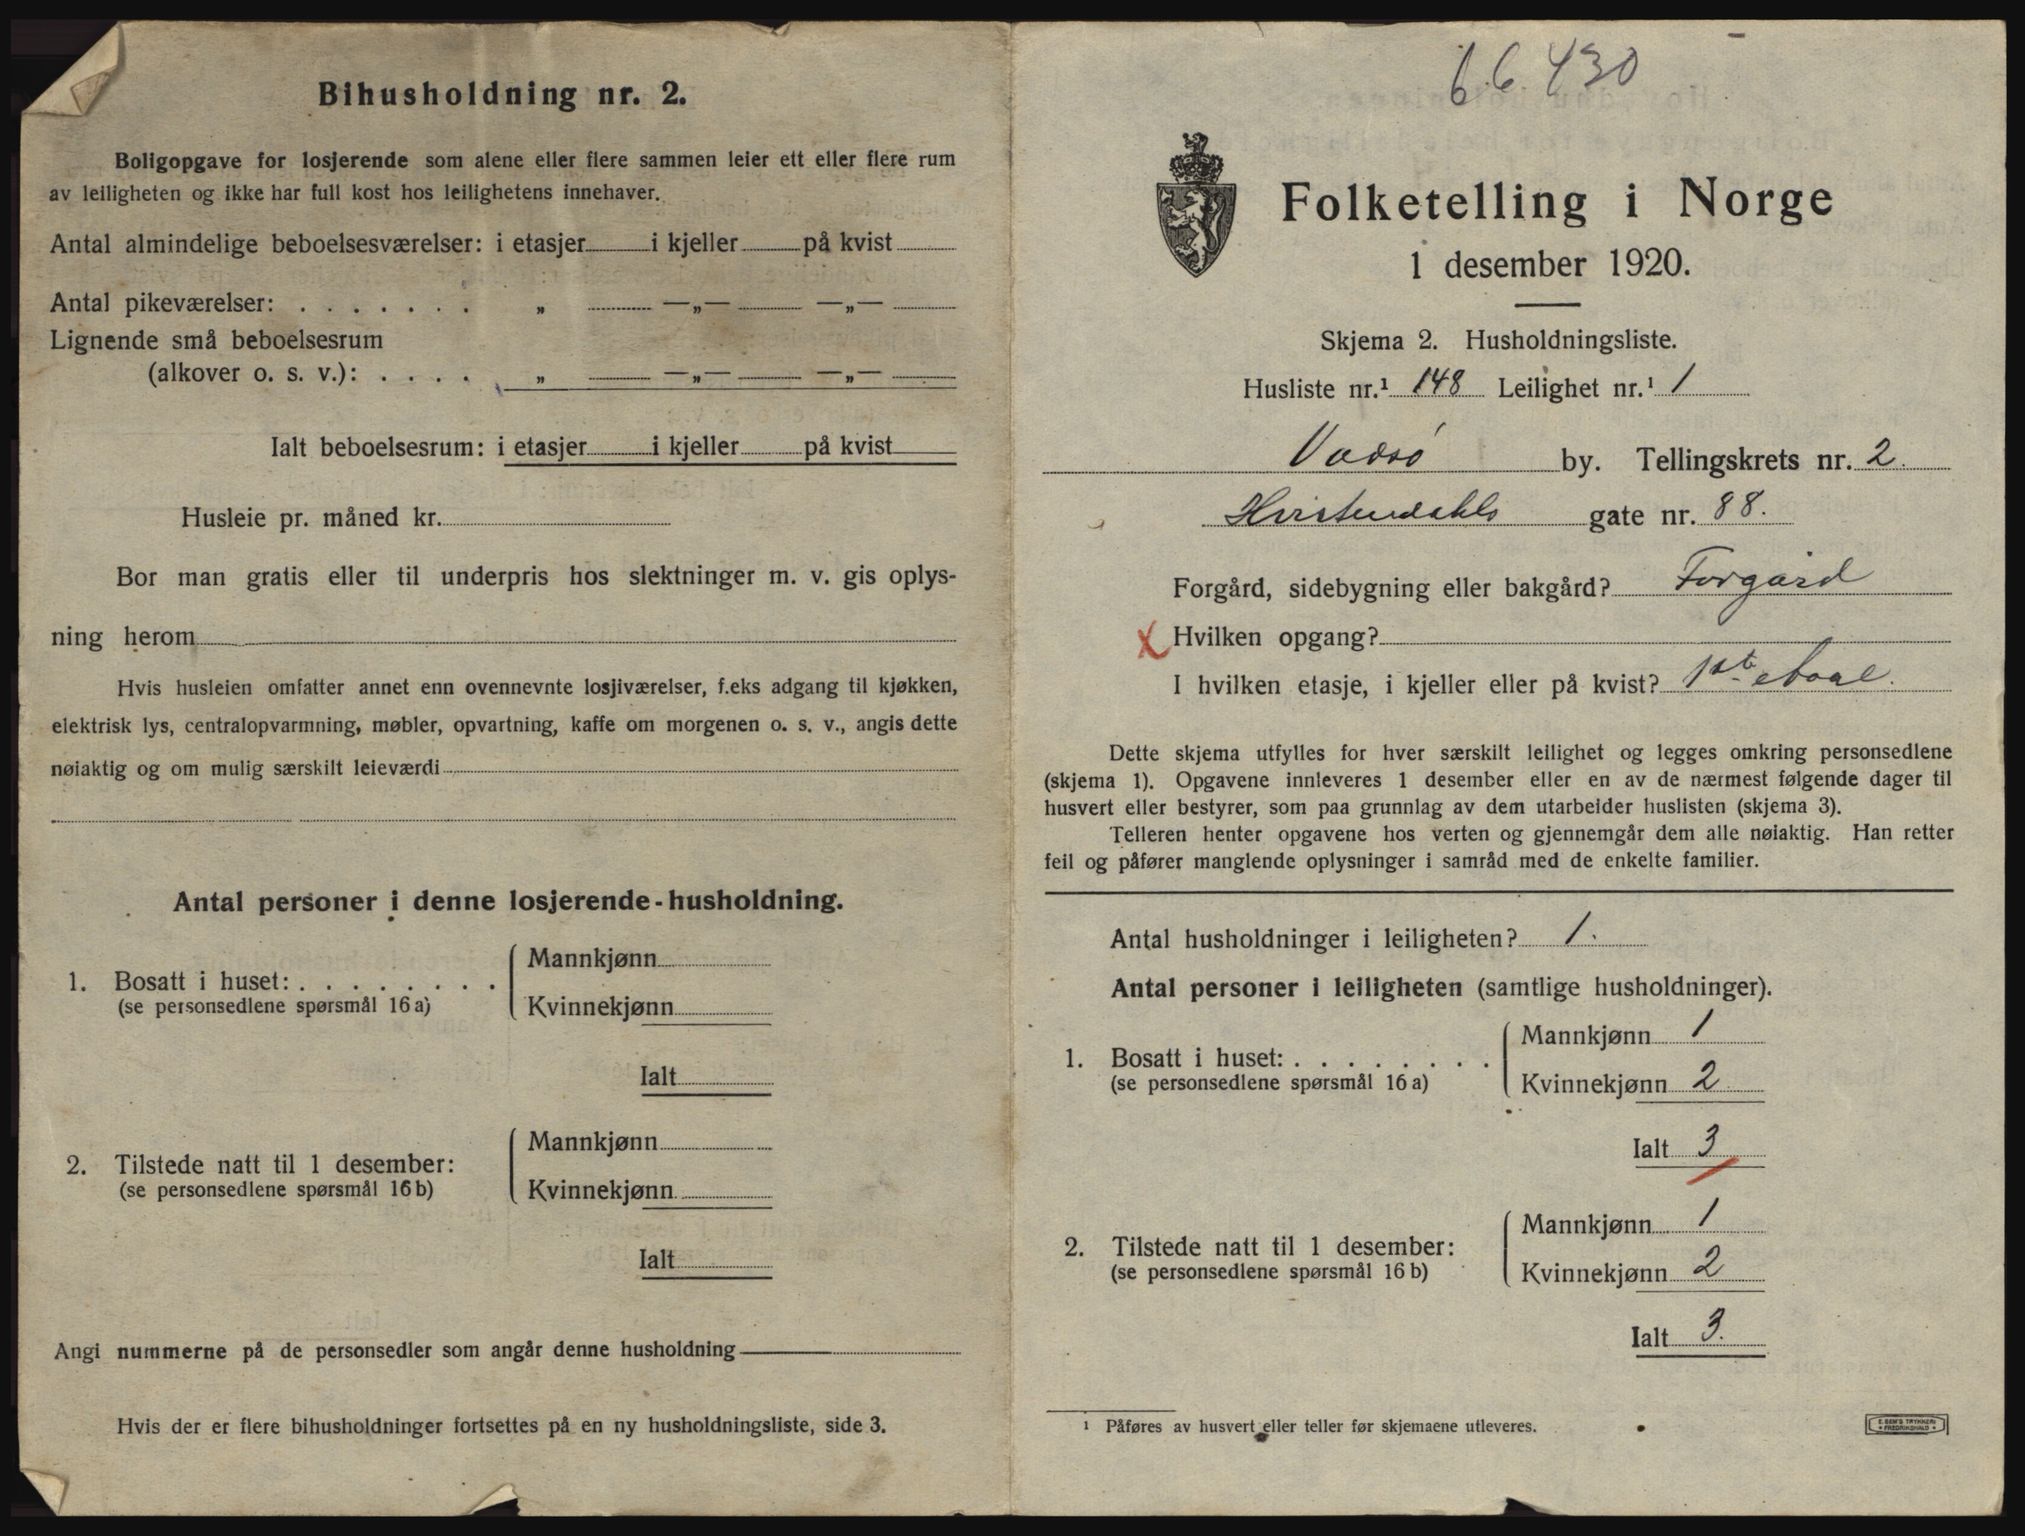 Bihusholdning nr. 2.
Boligopgave for losjerende som alene eller flere sammen leier ett eller flere rum
av leiligheten og ikke har full kost hos leilighetens innehaver.
Antal almindelige beboelsesværelser: i etasjer i kjeller på kvist
Antal pikeværelser: . . . . . . . „ —„— —„—
Lignende små beboelsesrum
(alkover o. s. v.): . . . . „ —„— —„—
Ialt beboelsesrum: i etasjer i kjeller på kvist
Husleie pr. måned kr.
Bor man gratis eller til underpris hos slektninger m. v. gis oplys-
ning herom
Hvis husleien omfatter annet enn ovennevnte losjiværelser, f.eks adgang til kjøkken,
elektrisk lys, centralopvarmning, møbler, opvartning, kaffe om morgenen o. s. v., angis dette
nøiaktig og om mulig særskilt leieværdi
Antal personer i denne losjerende-husholdning.
1. Bosatt i huset: . . . . . . . . Mannkjønn
(se personsedlene spørsmål 16 a) Kvinnekjønn
Ialt
2. Tilstede natt til 1 desember: Mannkjønn
(se personsedlene spørsmål 16 b) Kvinnekjønn
Ialt
Angi nummerne på de personsedler som angår denne husholdning
Hvis der er flere bihusholdninger fortsettes på en ny husholdningsliste, side 3.
66430
Folketelling i Norge
1 desember 1920.
Skjema 2. Husholdningsliste.
Husliste nr.¹ 148 Leilighet nr.¹ 1
Vadsø by. Tellingskrets nr. 2.
Hvistendahls gate nr. 88.
Forgård, sidebygning eller bakgård? Forgård
X Hvilken opgang?
I hvilken etasje, i kjeller eller på kvist? 1ste
Dette skjema utfylles for hver særskilt leilighet og legges omkring personsedlene
(skjema 1). Opgavene innleveres 1 desember eller en av de nærmest følgende dager til
husvert eller bestyrer, som paa grunnlag av dem utarbeider huslisten (skjema 3).
Telleren henter opgavene hos verten og gjennemgår dem alle nøiaktig. Han retter
feil og påfører manglende oplysninger i samråd med de enkelte familier.
Antal husholdninger i leiligheten? 1.
Antal personer i leiligheten (samtlige husholdninger).
1. Bosatt i huset: . . . . . . . . Mannkjønn 1
(se personsedlene spørsmål 16 a) Kvinnekjønn 2
Ialt 3
2. Tilstede natt til 1 desember: Mannkjønn 1
(se personsedlene spørsmål 16 b) Kvinnekjønn 2
Ialt 3.
¹ Påføres av husvert eller teller før skjemaene utleveres.
E. SEM'S TRYKKERI
• FREDRIKSHALD •